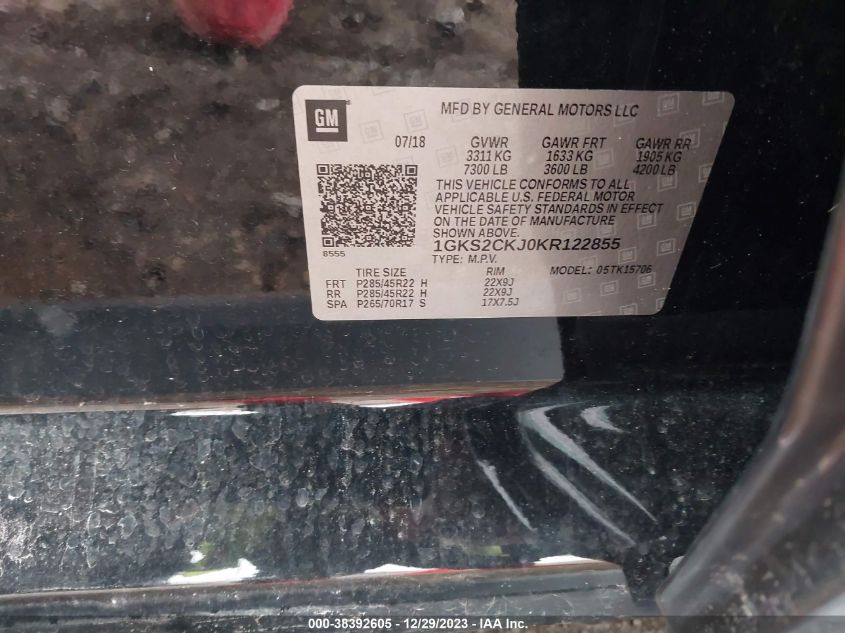 GM
MFD BY GENERAL MOTORS LLC
07/18 GVWR GAWR FRT GAWR RR
3311 KG 1633 KG 1905 KG
7300 LB 3600 LB 4200 LB
THIS VEHICLE CONFORMS TO ALL
APPLICABLE U.S. FEDERAL MOTOR
VEHICLE SAFETY STANDARDS IN EFFECT
ON THE DATE OF MANUFACTURE
SHOWN ABOVE.
1GKS2CKJ0KR122855
8555
TYPE: M.P.V.
TIRE SIZE RIM MODEL: 05TK15706
FRT P285/45R22 H 22X9J
RR P285/45R22 H 22X9J
SPA P265/70R17 S 17X7.5J
000-38392605 - 12/29/2023 - IAA Inc.